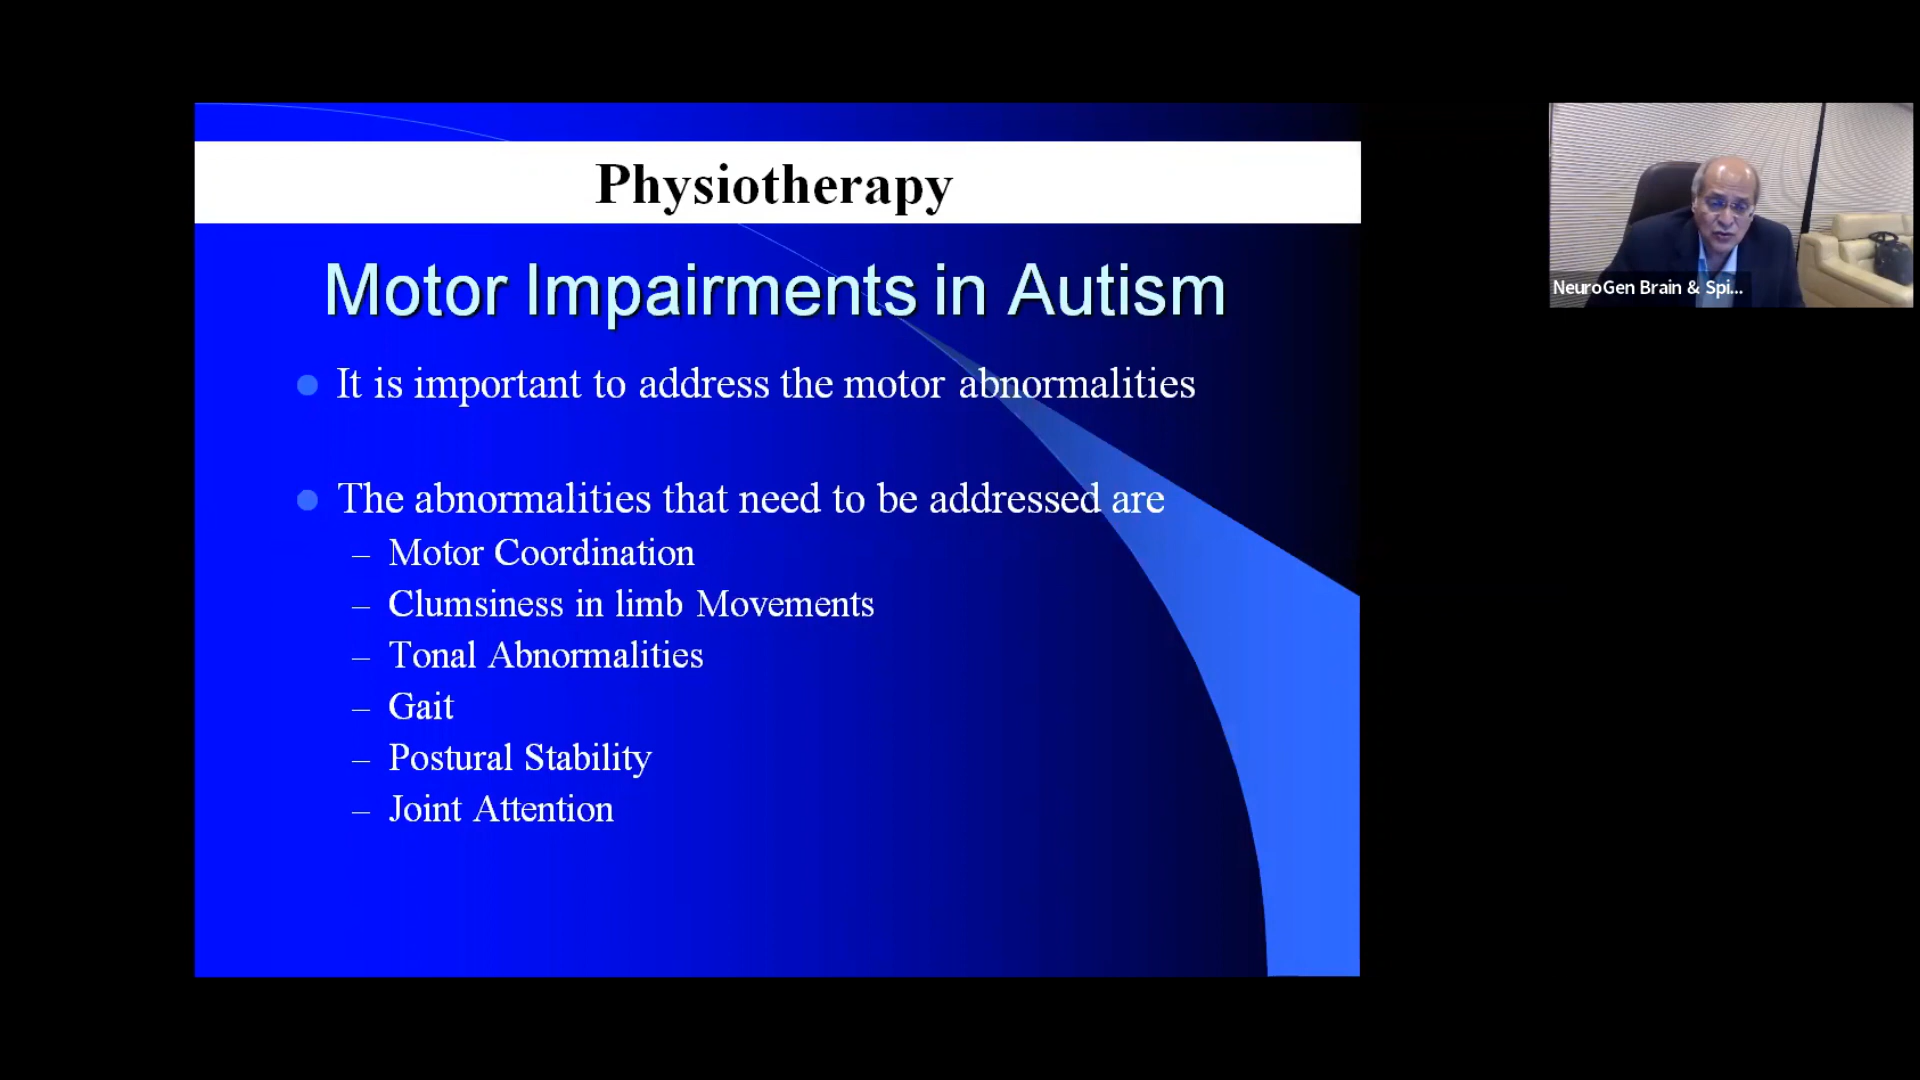 Physiotherapy
Motor Impairments in Autism
It is important to address the motor abnormalities
The abnormalities that need to be addressed are
– Motor Coordination
– Clumsiness in limb Movements
– Tonal Abnormalities
– Gait
– Postural Stability
– Joint Attention
NeuroGen Brain & Spi...